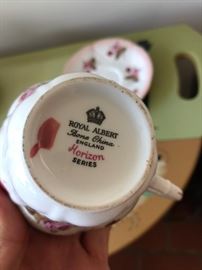 ROYAL ALBERT
Bone China
ENGLAND
Horizon
SERIES